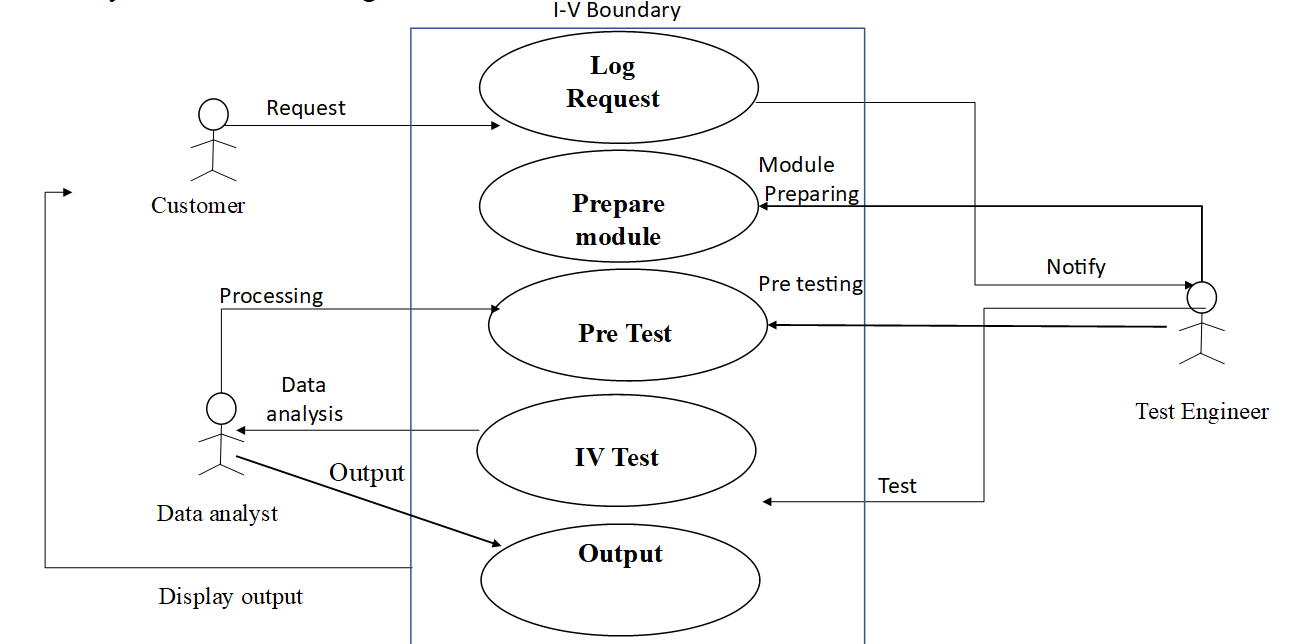 I-V Boundary
Log
Request
Request
Customer
Module
Preparing
Prepare
module
Notify
Processing
Pre testing
Pre Test
Test Engineer
Data
analysis
IV Test
Output
Test
Data analyst
Output
Display output